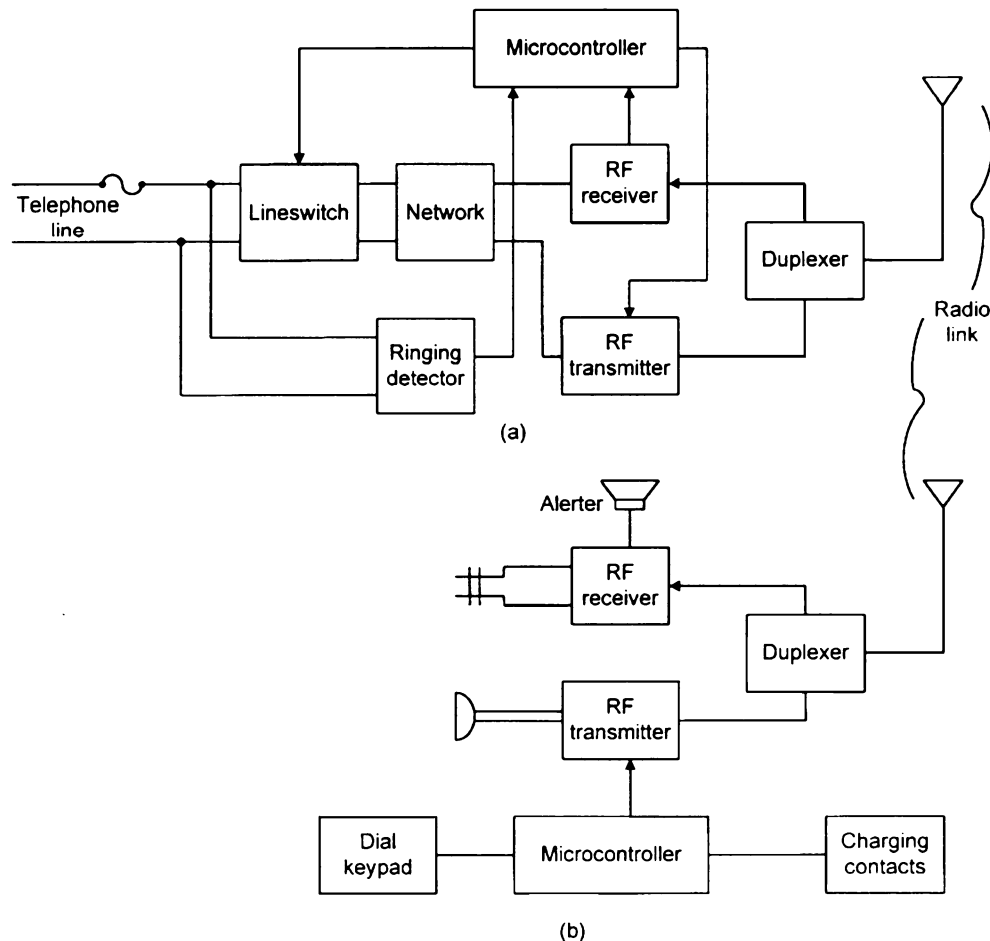 Microcontroller
RF
receiver
Telephone
line
Lineswitch
Network
Duplexer
Radio
link
RF
transmitter
Ringing
detector
(a)
Alerter
RF
receiver
Duplexer
RF
transmitter
Dial
keypad
Microcontroller
Charging
contacts
(b)